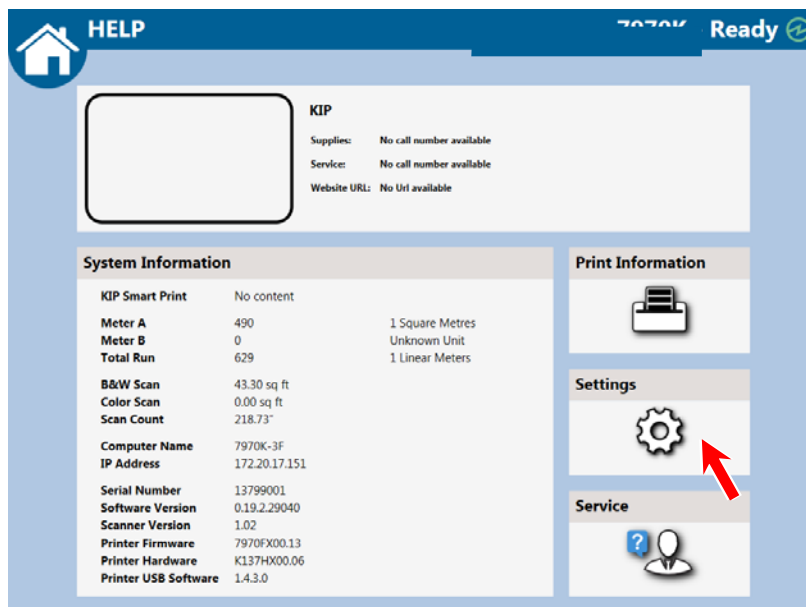 HELP
Ready
KIP
Supplies: No call number available
Service: No call number available
Website URL: No Url available
System Information
KIP Smart Print No content
Meter A 490 1 Square Metres
Meter B 0 Unknown Unit
Total Run 629 1 Linear Meters
B&W Scan 43.30 sq ft
Color Scan 0.00 sq ft
Scan Count 218.73"
Computer Name 7970K-3F
IP Address 172.20.17.151
Serial Number 13799001
Software Version 0.19.2.29040
Scanner Version 1.02
Printer Firmware 7970FX00.13
Printer Hardware K137HX00.06
Printer USB Software 1.4.3.0
Print Information
Settings
Service
?